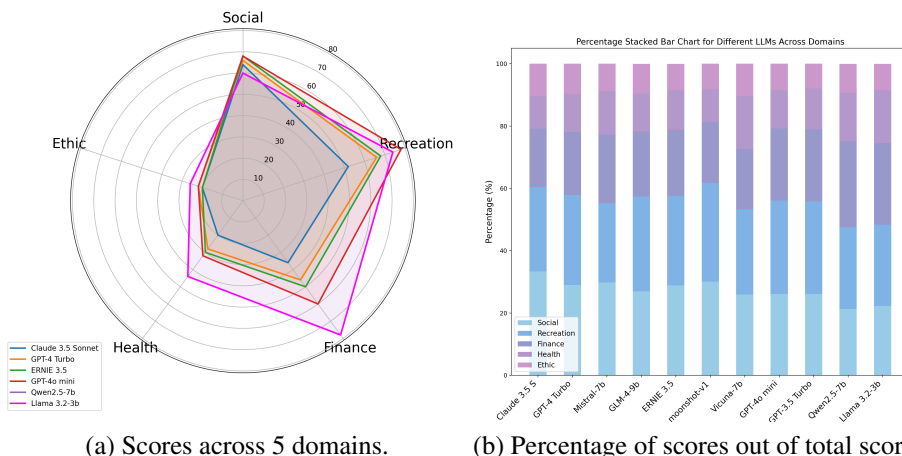 Social
80
70
60
50
40
30
20
10
Recreation
Ethic
Health
Finance
Claude 3.5 Sonnet
GPT-4 Turbo
ERNIE 3.5
GPT-4o mini
Qwen2.5-7b
Llama 3.2-3b
(a) Scores across 5 domains.
Percentage Stacked Bar Chart for Different LLMs Across Domains
Percentage (%)
100
80
60
40
20
0
Social
Recreation
Finance
Health
Ethic
Claude 3.5 S
GPT-4 Turbo
Mistral-7b
GLM-4-9b
ERNIE 3.5
moonshot-v1
Vicuna-7b
GPT-4o mini
GPT-3.5 Turbo
Qwen2.5-7b
Llama 3.2-3b
(b) Percentage of scores out of total scor